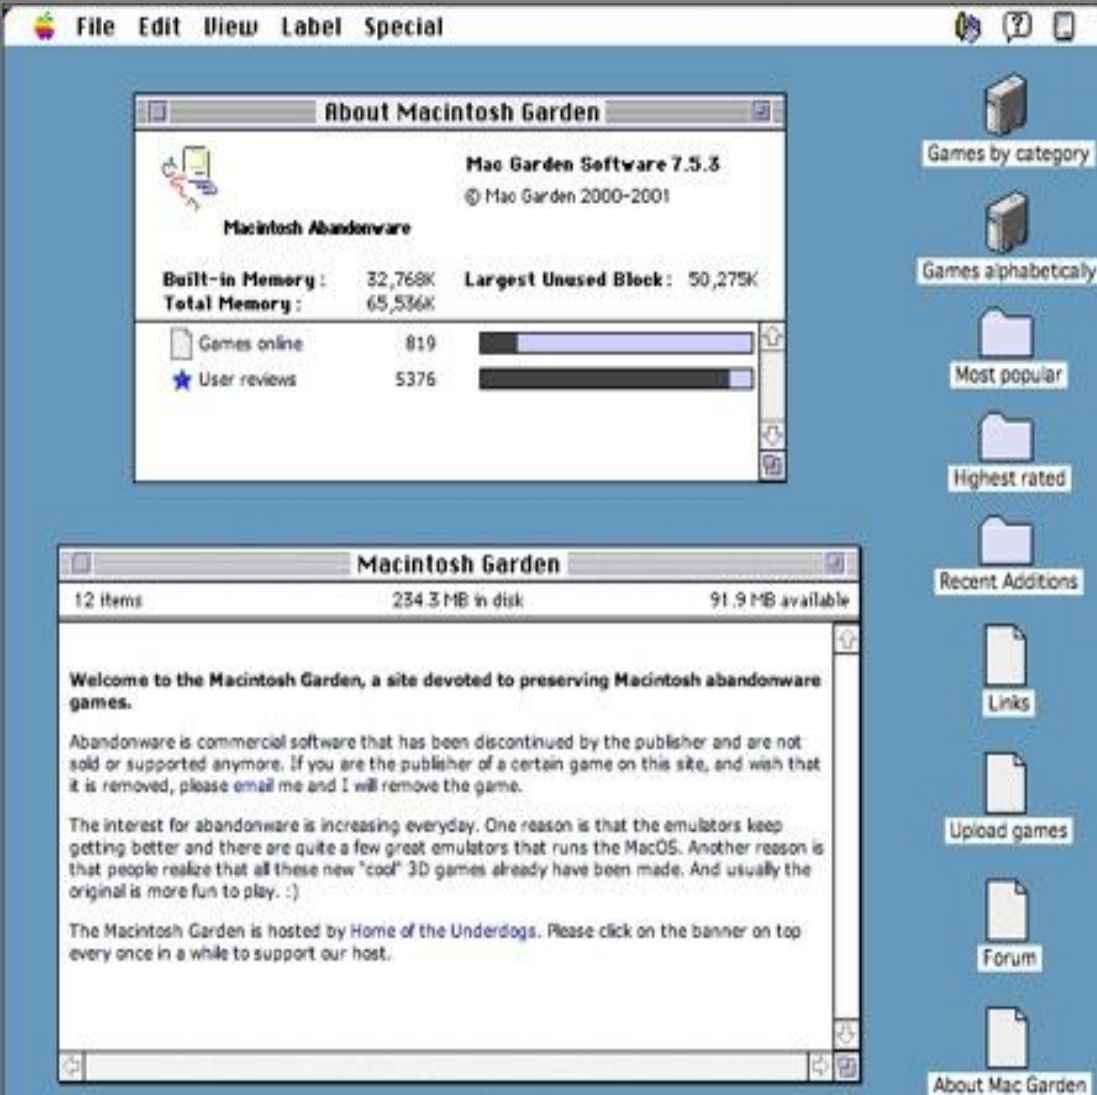 File Edit View Label Special
About Macintosh Garden
Mac Garden Software 7.5.3
© Mac Garden 2000-2001
Macintosh Abandonware
Built-in Memory : 32,768K Largest Unused Block : 50,275K
Total Memory : 65,536K
Games online 819
User reviews 5376
Macintosh Garden
12 items 234.3 MB in disk 91.9 MB available
Welcome to the Macintosh Garden, a site devoted to preserving Macintosh abandonware
games.
Abandonware is commercial software that has been discontinued by the publisher and are not
sold or supported anymore. If you are the publisher of a certain game on this site, and wish that
it is removed, please email me and I will remove the game.
The interest for abandonware is increasing everyday. One reason is that the emulators keep
getting better and there are quite a few great emulators that runs the MacOS. Another reason is
that people realize that all these new "cool" 3D games already have been made. And usually the
original is more fun to play. :)
The Macintosh Garden is hosted by Home of the Underdogs. Please click on the banner on top
every once in a while to support our host.
Games by category
Games alphabeticaly
Most popular
Highest rated
Recent Additions
Links
Upload games
Forum
About Mac Garden